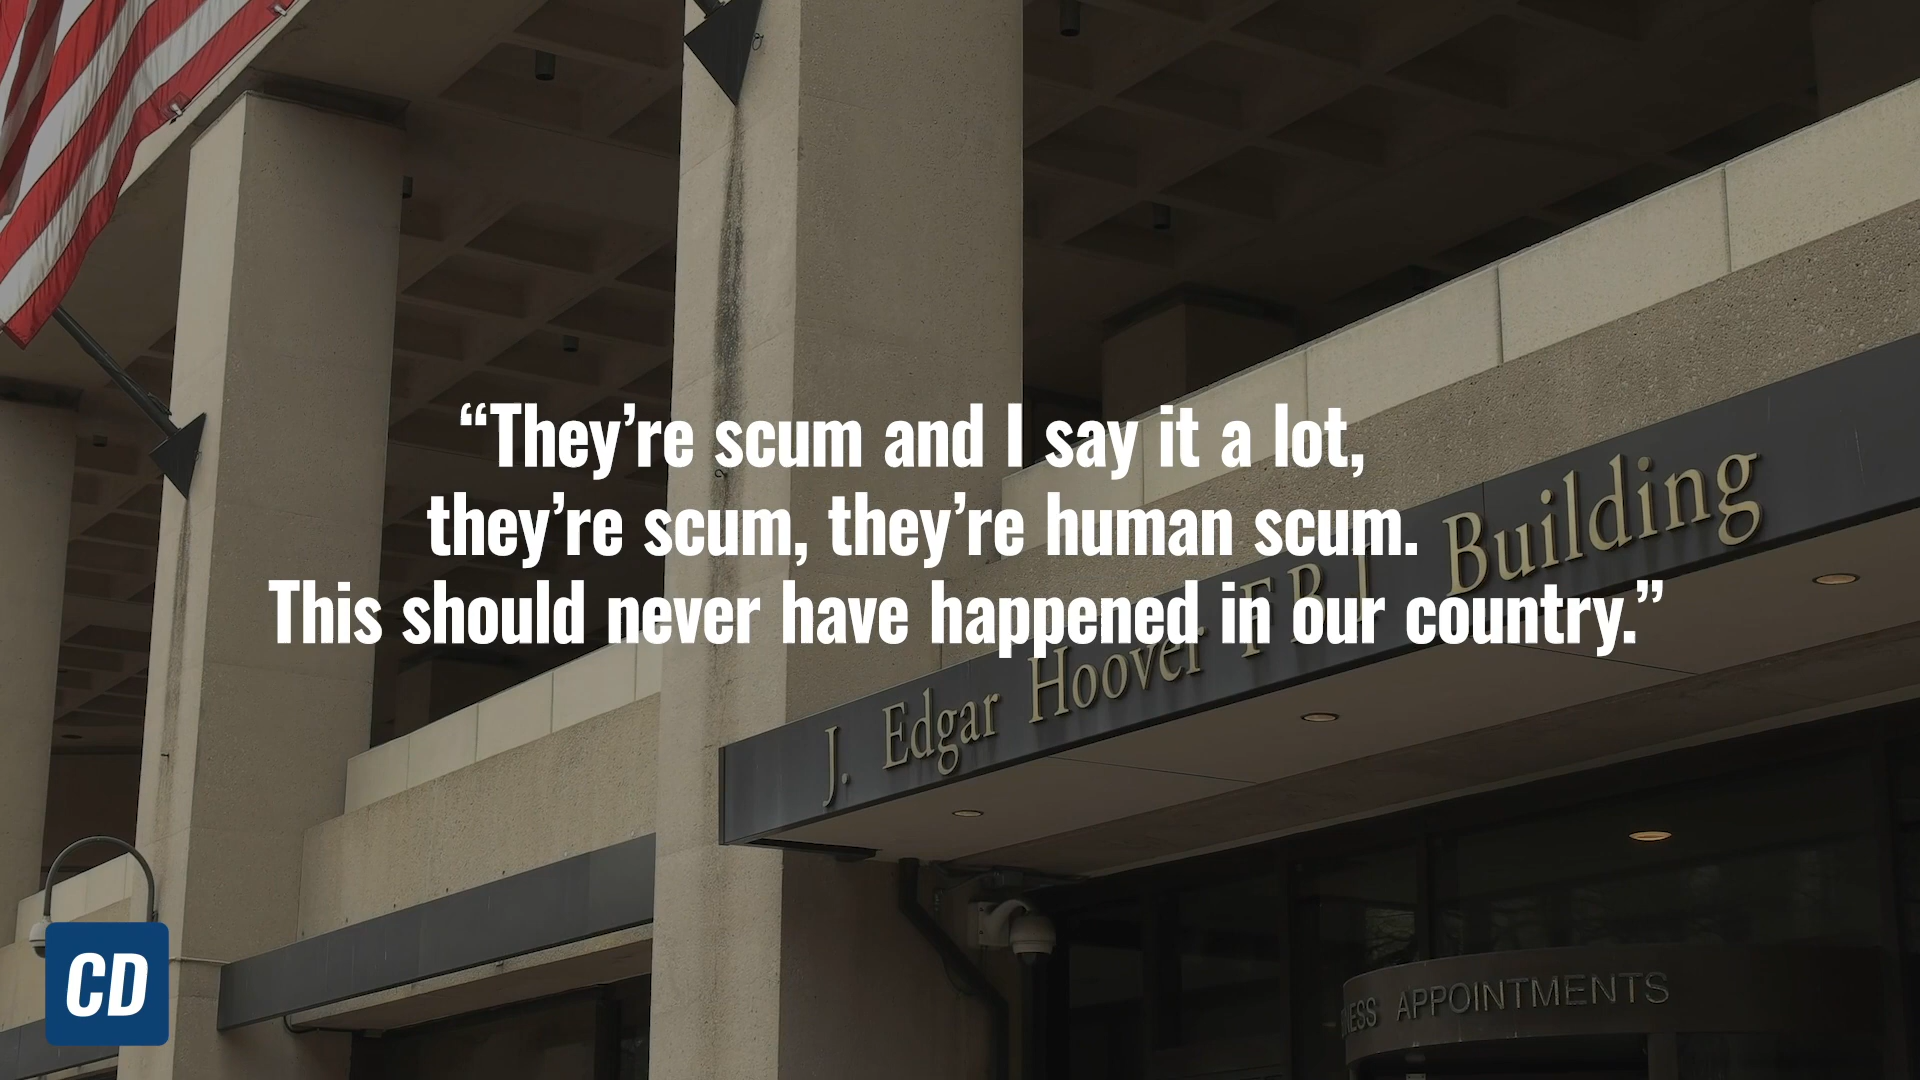 “They’re scum and I say it a lot,
they’re scum, they’re human scum.
This should never have happened in our country.”
J. Edgar Hoover F.B.I. Building
CD
APPOINTMENTS